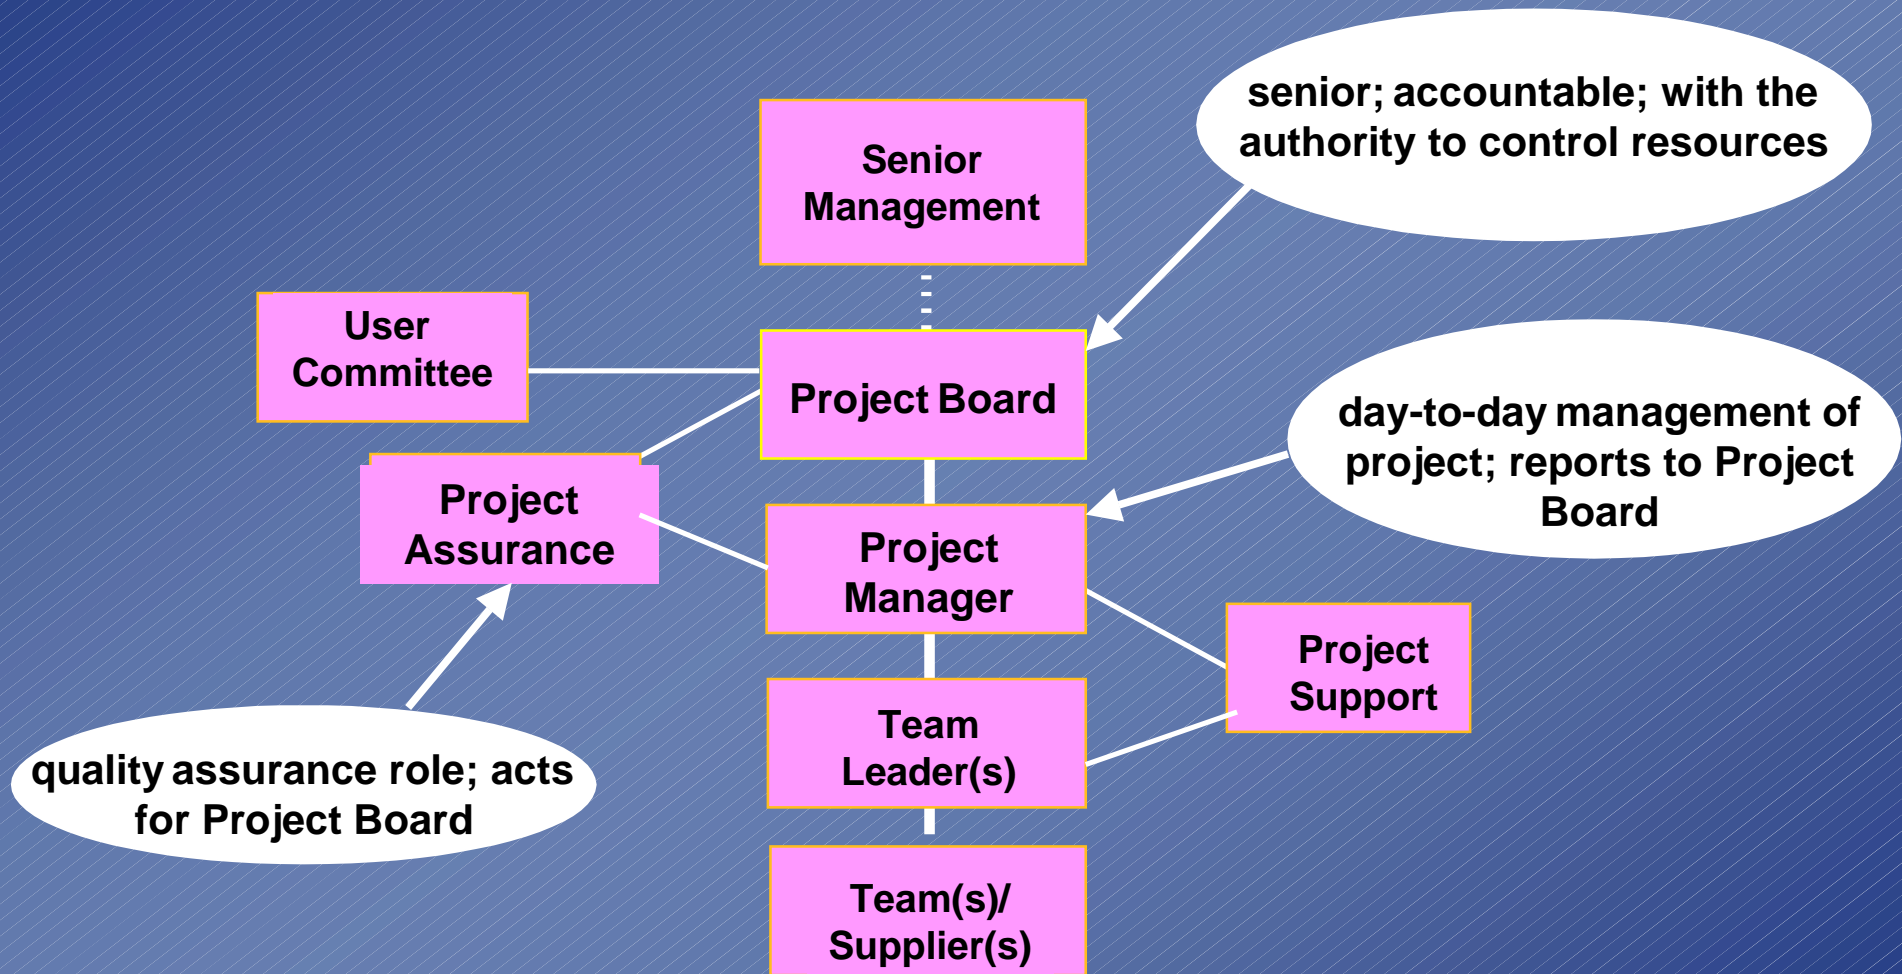 senior; accountable; with the
authority to control resources
Senior
Management
User
Committee
Project Board
day-to-day management of
project; reports to Project
Board
Project
Assurance
Project
Manager
Project
Support
Team
Leader(s)
quality assurance role; acts
for Project Board
Team(s)/
Supplier(s)